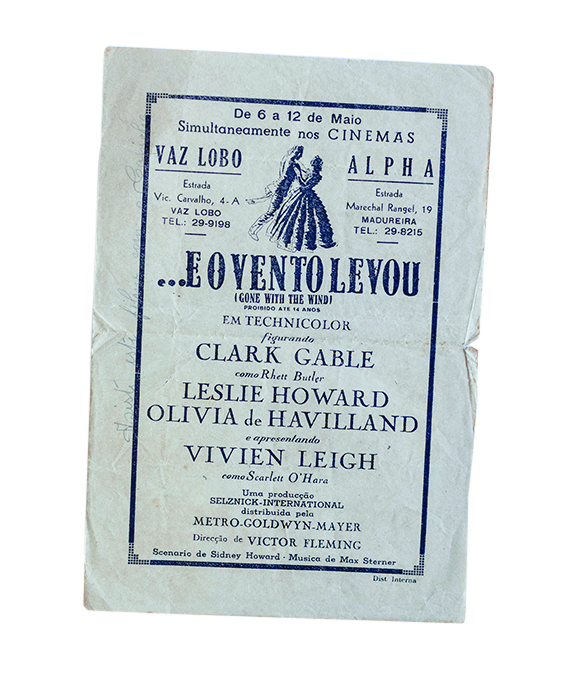 De 6 a 12 de Maio
Simultaneamente nos CINEMAS
VAZ LOBO
Estrada
Vic. Carvalho, 4-A
VAZ LOBO
TEL.: 29-9198
ALPHA
Estrada
Marechal Rangel, 19
MADUREIRA
TEL.: 29-8215
...E O VENTO LEVOU
(GONE WITH THE WIND)
PROIBIDO ATE 14 ANOS
EM TECHNICOLOR
figurando
CLARK GABLE
como Rhett Butler
LESLIE HOWARD
OLIVIA de HAVILLAND
e apresentando
VIVIEN LEIGH
como Scarlett O'Hara
Uma producção
SELZNICK-INTERNATIONAL
distribuida pela
METRO-GOLDWYN-MAYER
Direcção de VICTOR FLEMING
Scenario de Sidney Howard - Musica de Max Sterner
Dist. Interna